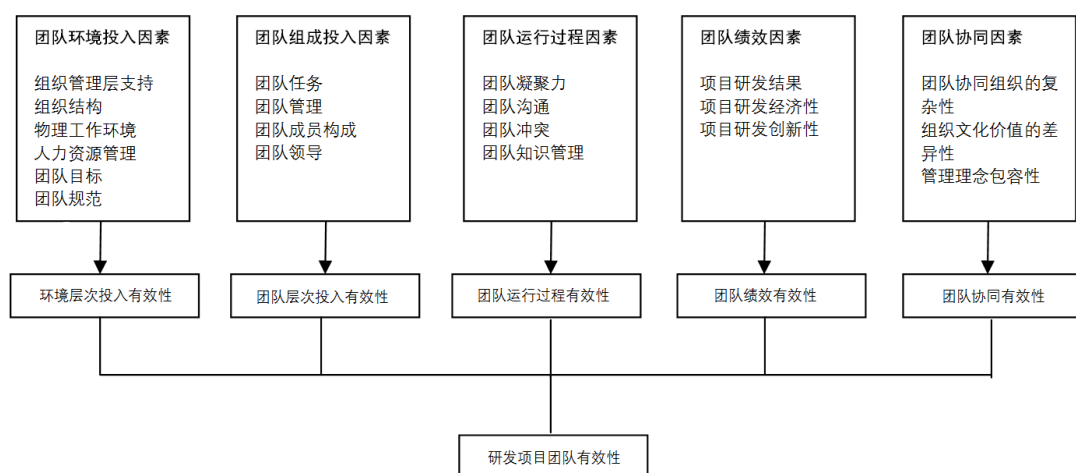 团队环境投入因素
组织管理层支持
组织结构
物理工作环境
人力资源管理
团队目标
团队规范
团队组成投入因素
团队任务
团队管理
团队成员构成
团队领导
团队运行过程因素
团队凝聚力
团队沟通
团队冲突
团队知识管理
团队绩效因素
项目研发结果
项目研发经济性
项目研发创新性
团队协同因素
团队协同组织的复
杂性
组织文化价值的差
异性
管理理念包容性
环境层次投入有效性
团队层次投入有效性
团队运行过程有效性
团队绩效有效性
团队协同有效性
研发项目团队有效性